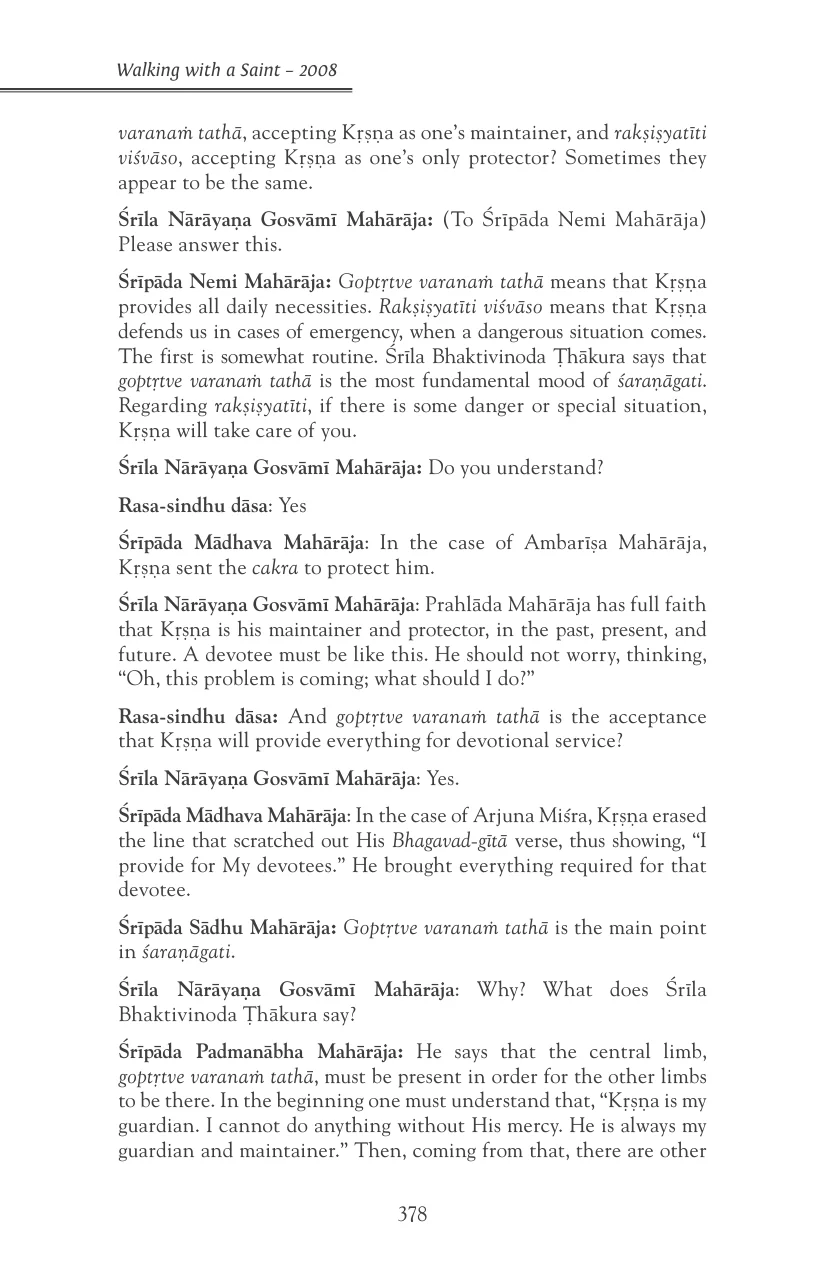 Walking with a Saint – 2008
varanaṁ tathā, accepting Kṛṣṇa as one’s maintainer, and rakṣiṣyatīti
viśvāso, accepting Kṛṣṇa as one’s only protector? Sometimes they
appear to be the same.
Śrīla Nārāyaṇa Gosvāmī Mahārāja: (To Śrīpāda Nemi Mahārāja)
Please answer this.
Śrīpāda Nemi Mahārāja: Goptṛtve varanaṁ tathā means that Kṛṣṇa
provides all daily necessities. Rakṣiṣyatīti viśvāso means that Kṛṣṇa
defends us in cases of emergency, when a dangerous situation comes.
The first is somewhat routine. Śrīla Bhaktivinoda Ṭhākura says that
goptṛtve varanaṁ tathā is the most fundamental mood of śaraṇāgati.
Regarding rakṣiṣyatīti, if there is some danger or special situation,
Kṛṣṇa will take care of you.
Śrīla Nārāyaṇa Gosvāmī Mahārāja: Do you understand?
Rasa-sindhu dāsa: Yes
Śrīpāda Mādhava Mahārāja: In the case of Ambarīṣa Mahārāja,
Kṛṣṇa sent the cakra to protect him.
Śrīla Nārāyaṇa Gosvāmī Mahārāja: Prahlāda Mahārāja has full faith
that Kṛṣṇa is his maintainer and protector, in the past, present, and
future. A devotee must be like this. He should not worry, thinking,
“Oh, this problem is coming; what should I do?”
Rasa-sindhu dāsa: And goptṛtve varanaṁ tathā is the acceptance
that Kṛṣṇa will provide everything for devotional service?
Śrīla Nārāyaṇa Gosvāmī Mahārāja: Yes.
Śrīpāda Mādhava Mahārāja: In the case of Arjuna Miśra, Kṛṣṇa erased
the line that scratched out His Bhagavad-gītā verse, thus showing, “I
provide for My devotees.” He brought everything required for that
devotee.
Śrīpāda Sādhu Mahārāja: Goptṛtve varanaṁ tathā is the main point
in śaraṇāgati.
Śrīla Nārāyaṇa Gosvāmī Mahārāja: Why? What does Śrīla
Bhaktivinoda Ṭhākura say?
Śrīpāda Padmanābha Mahārāja: He says that the central limb,
goptṛtve varanaṁ tathā, must be present in order for the other limbs
to be there. In the beginning one must understand that, “Kṛṣṇa is my
guardian. I cannot do anything without His mercy. He is always my
guardian and maintainer.” Then, coming from that, there are other
378